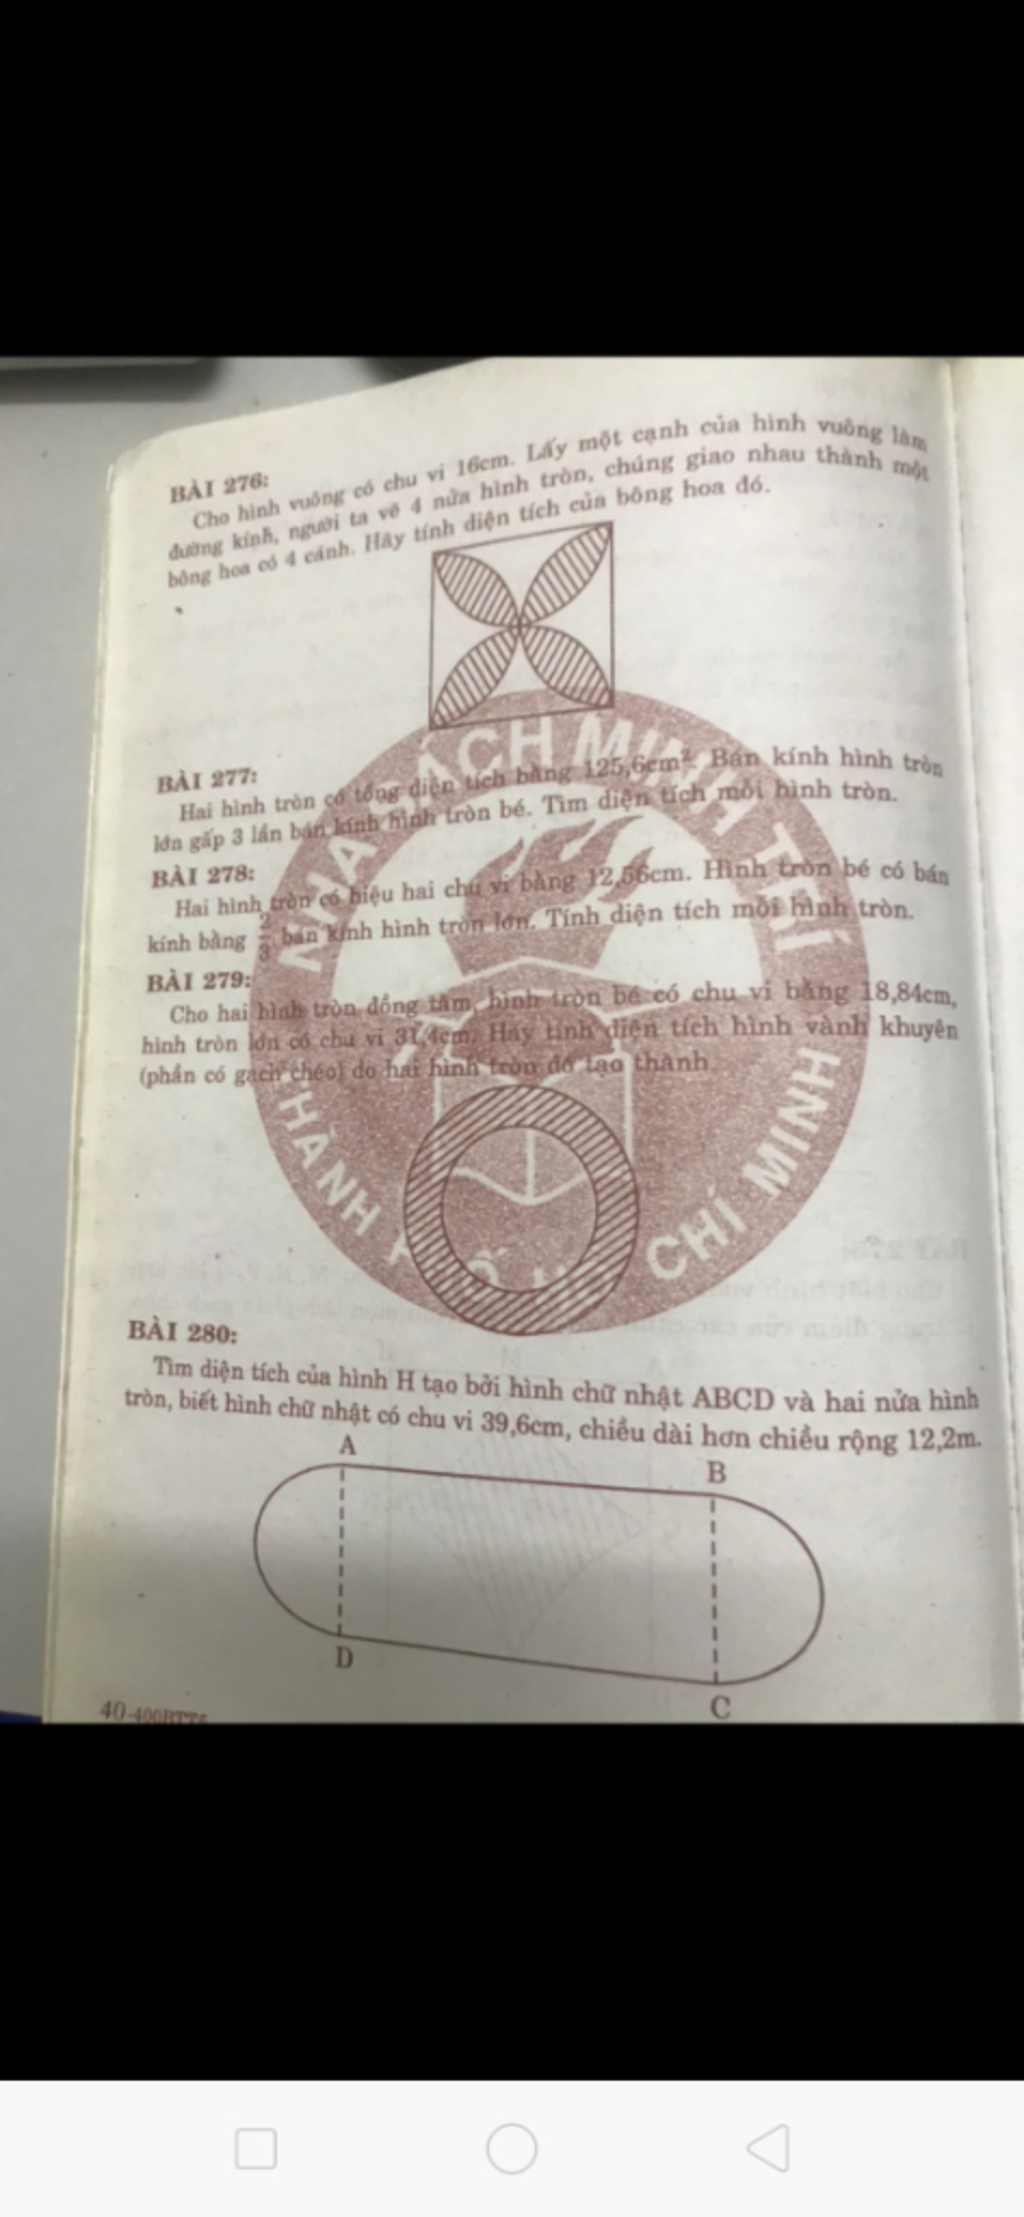 BÀI 276:
Cho hình vuông có chu vi 16cm. Lấy một cạnh của hình vuông làm
đường kính, người ta vẽ 4 nửa hình tròn, chúng giao nhau thành một
bông hoa có 4 cánh. Hãy tính diện tích của bông hoa đó.
NHÀ SÁCH MINH TRÍ
BÀI 277:
Hai hình tròn có tổng diện tích bằng 125,6cm². Bán kính hình tròn
lớn gấp 3 lần bán kính hình tròn bé. Tìm diện tích mỗi hình tròn.
BÀI 278:
Hai hình tròn có hiệu hai chu vi bằng 12,56cm. Hình tròn bé có bán
kính bằng 2/3 bán kính hình tròn lớn. Tính diện tích mỗi hình tròn.
BÀI 279:
Cho hai hình tròn đồng tâm, hình tròn bé có chu vi bằng 18,84cm,
hình tròn lớn có chu vi 31,4cm. Hãy tính diện tích hình vành khuyên
(phần có gạch chéo) do hai hình tròn đó tạo thành.
THÀNH PHỐ CHÍ MINH
BÀI 280:
Tìm diện tích của hình H tạo bởi hình chữ nhật ABCD và hai nửa hình
tròn, biết hình chữ nhật có chu vi 39,6cm, chiều dài hơn chiều rộng 12,2m.
A
B
D
C
40-400BTT5